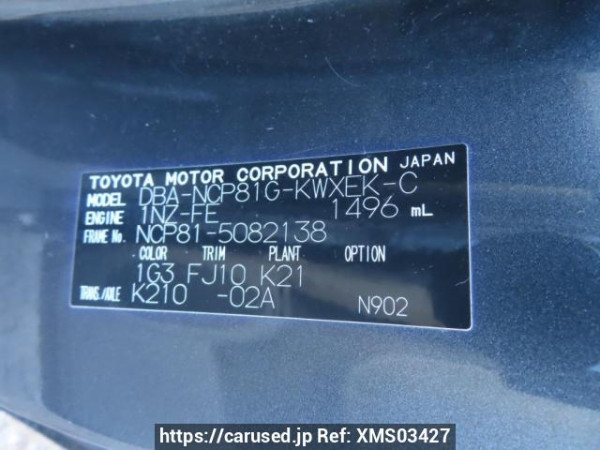 TOYOTA MOTOR CORPORATION JAPAN
MODEL DBA-NCP81G-KWXEK-C
ENGINE 1NZ-FE 1496 mL
FRAME No. NCP81-5082138
COLOR TRIM PLANT OPTION
1G3 FJ10 K21
TRANS./AXLE K210 -02A N902
https://carused.jp Ref: XMS03427